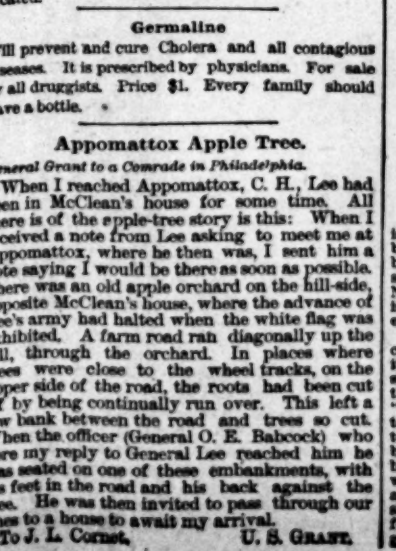 Germaline
ill prevent and cure Cholera and all contagious
seases. It is prescribed by physicians. For sale
all druggists. Price $1. Every family should
ave a bottle.
Appomattox Apple Tree.
neral Grant to a Comrade in Philadelphia.
When I reached Appomattox, C. H., Lee had
en in McClean's house for some time. All
ere is of the apple-tree story is this: When I
ceived a note from Lee asking to meet me at
ppomattox, where he then was, I sent him a
ote saying I would be there as soon as possible.
here was an old apple orchard on the hill-side,
pposite McClean's house, where the advance of
ee's army had halted when the white flag was
xhibited. A farm road ran diagonally up the
ll, through the orchard. In places where
ees were close to the wheel tracks, on the
pper side of the road, the roots had been cut
f by being continually run over. This left a
w bank between the road and trees so cut.
hen the officer (General O. E. Babcock) who
ore my reply to General Lee reached him he
as seated on one of these embankments, with
s feet in the road and his back against the
ee. He was then invited to pass through our
nes to a house to await my arrival.
To J. L. Cornet, U. S. GRANT.